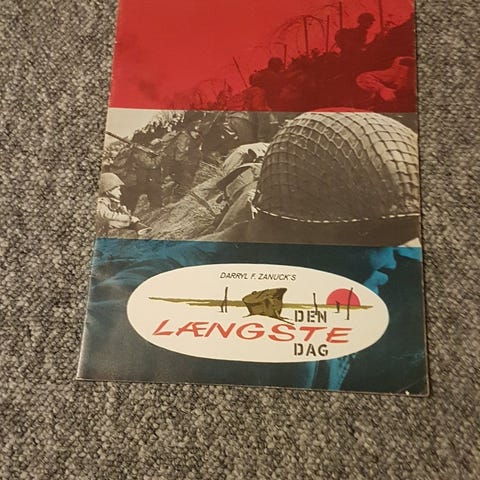 DARRYL F. ZANUCK'S
DEN
LÆNGSTE
DAG